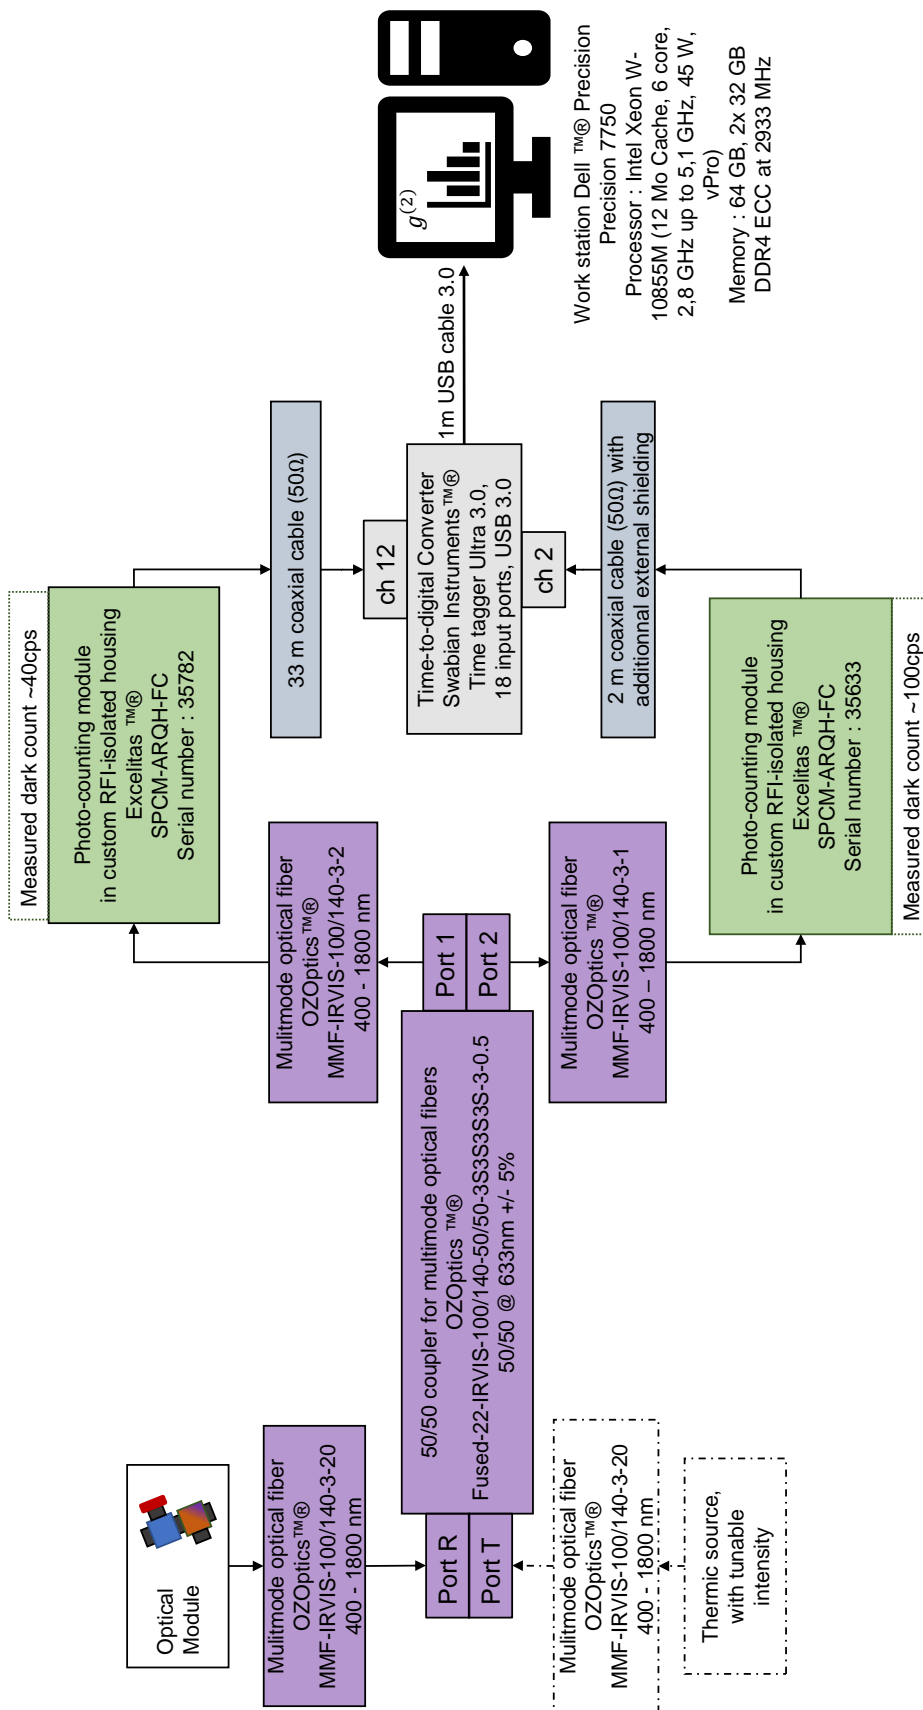 Optical
Module
Mulitmode optical fiber
OZOptics™®
MMF-IRVIS-100/140-3-20
400 - 1800 nm
Port R
Port T
Mulitmode optical fiber
OZOptics™®
MMF-IRVIS-100/140-3-20
400 - 1800 nm
Thermic source,
with tunable
intensity
50/50 coupler for multimode optical fibers
OZOptics ™®
Fused-22-IRVIS-100/140-50/50-3S3S3S3S-3-0.5
50/50 @ 633nm +/- 5%
Port 1
Port 2
Mulitmode optical fiber
OZOptics ™®
MMF-IRVIS-100/140-3-2
400 - 1800 nm
Mulitmode optical fiber
OZOptics ™®
MMF-IRVIS-100/140-3-1
400 – 1800 nm
Measured dark count ~40cps
Photo-counting module
in custom RFI-isolated housing
Excelitas ™®
SPCM-ARQH-FC
Serial number : 35782
Photo-counting module
in custom RFI-isolated housing
Excelitas ™®
SPCM-ARQH-FC
Serial number : 35633
Measured dark count ~100cps
33 m coaxial cable (50Ω)
ch 12
Time-to-digital Converter
Swabian Instruments™®
Time tagger Ultra 3.0,
18 input ports, USB 3.0
ch 2
2 m coaxial cable (50Ω) with
additionnal external shielding
1m USB cable 3.0
g⁽²⁾
Work station Dell ™® Precision
Precision 7750
Processor : Intel Xeon W-
10855M (12 Mo Cache, 6 core,
2,8 GHz up to 5,1 GHz, 45 W,
vPro)
Memory : 64 GB, 2x 32 GB
DDR4 ECC at 2933 MHz